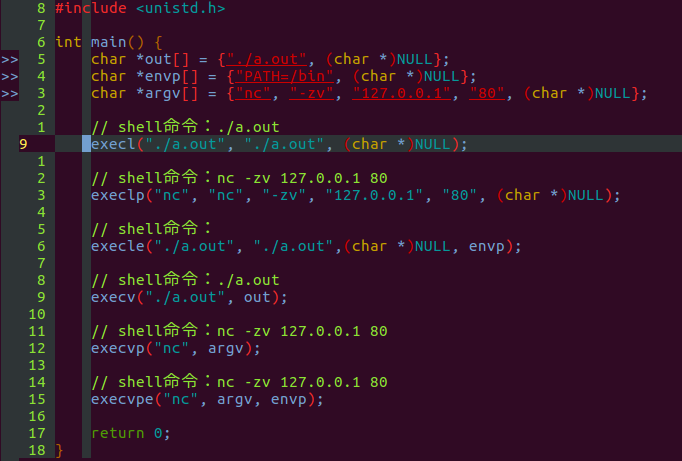 8 #include <unistd.h>
7
6 int main() {
>> 5     char *out[] = {"./a.out", (char *)NULL};
>> 4     char *envp[] = {"PATH=/bin", (char *)NULL};
>> 3     char *argv[] = {"nc", "-zv", "127.0.0.1", "80", (char *)NULL};
2
1     // shell命令：./a.out
9     execl("./a.out", "./a.out", (char *)NULL);
1
2     // shell命令：nc -zv 127.0.0.1 80
3     execlp("nc", "nc", "-zv", "127.0.0.1", "80", (char *)NULL);
4
5     // shell命令：
6     execle("./a.out", "./a.out",(char *)NULL, envp);
7
8     // shell命令：./a.out
9     execv("./a.out", out);
10
11     // shell命令：nc -zv 127.0.0.1 80
12     execvp("nc", argv);
13
14     // shell命令：nc -zv 127.0.0.1 80
15     execvpe("nc", argv, envp);
16
17     return 0;
18 }